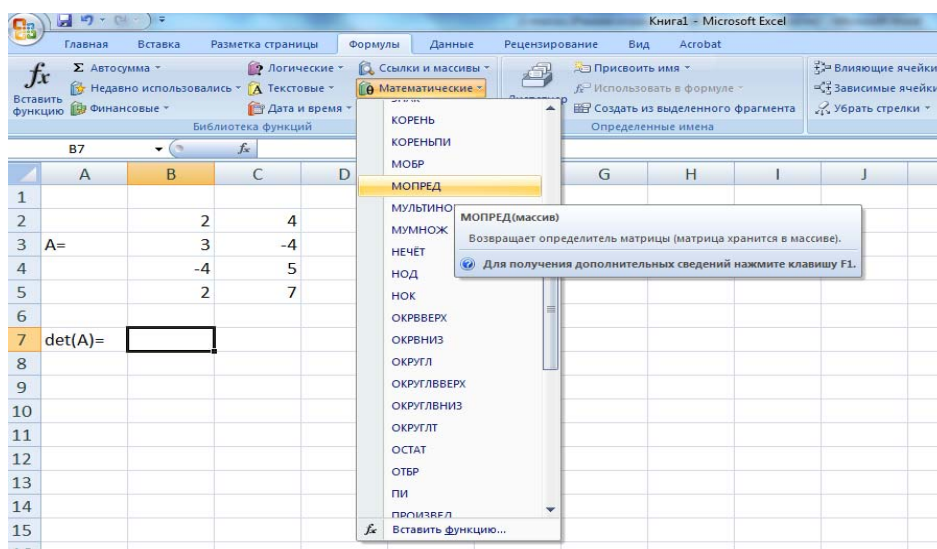 Книга1 - Microsoft Excel
Главная Вставка Разметка страницы Формулы Данные Рецензирование Вид Acrobat
fx Вставить функцию
Σ Автосумма
Недавно использовались
Финансовые
Логические
Текстовые
Дата и время
Ссылки и массивы
Математические
Присвоить имя
Использовать в формуле
Создать из выделенного фрагмента
Влияющие ячейки
Зависимые ячейки
Убрать стрелки
Библиотека функций
Определенные имена
B7 fx
A B C D G H I J
1
2 2 4
3 A= 3 -4
4 -4 5
5 2 7
6
7 det(A)=
8
9
10
11
12
13
14
15
КОРЕНЬ
КОРЕНЬПИ
МОБР
МОПРЕД
МУЛЬТИНО
МУМНОЖ
НЕЧЁТ
НОД
НОК
ОКРВВЕРХ
ОКРВНИЗ
ОКРУГЛ
ОКРУГЛВВЕРХ
ОКРУГЛВНИЗ
ОКРУГЛТ
ОСТАТ
ОТБР
ПИ
ПРОИЗВЕД
fx Вставить функцию...
МОПРЕД(массив)
Возвращает определитель матрицы (матрица хранится в массиве).
Для получения дополнительных сведений нажмите клавишу F1.